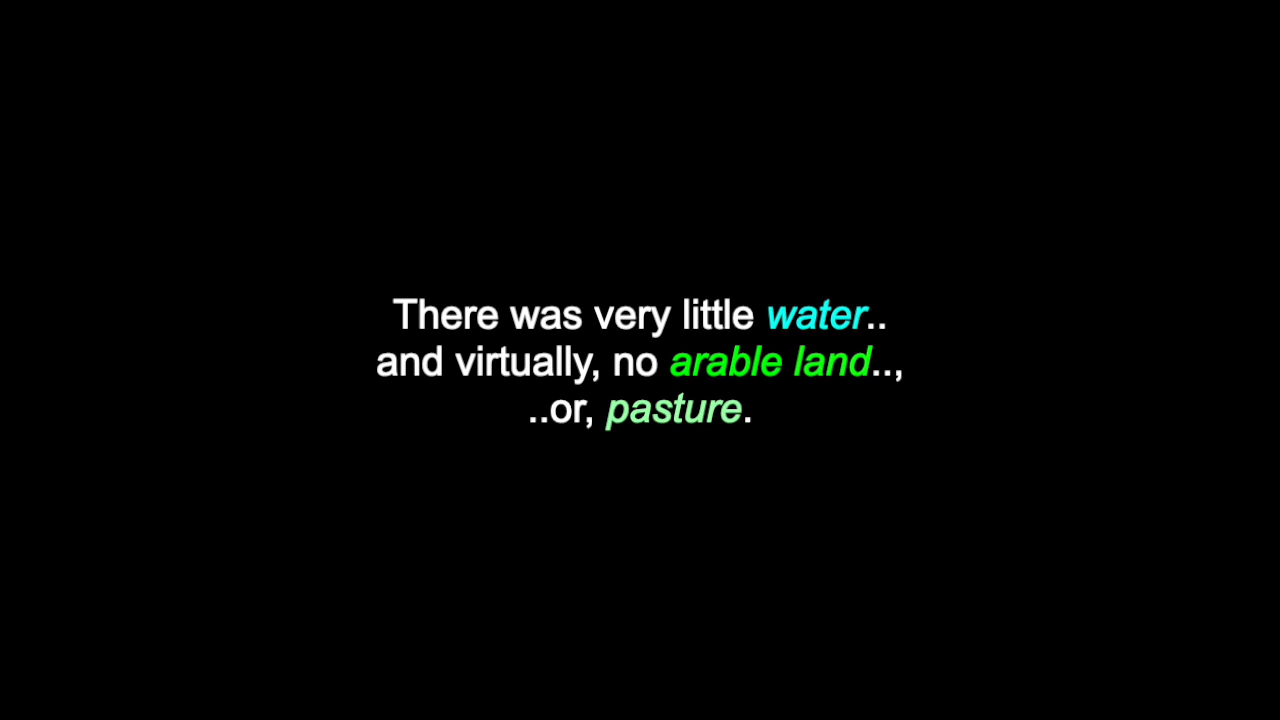 There was very little water..
and virtually, no arable land..,
..or, pasture.